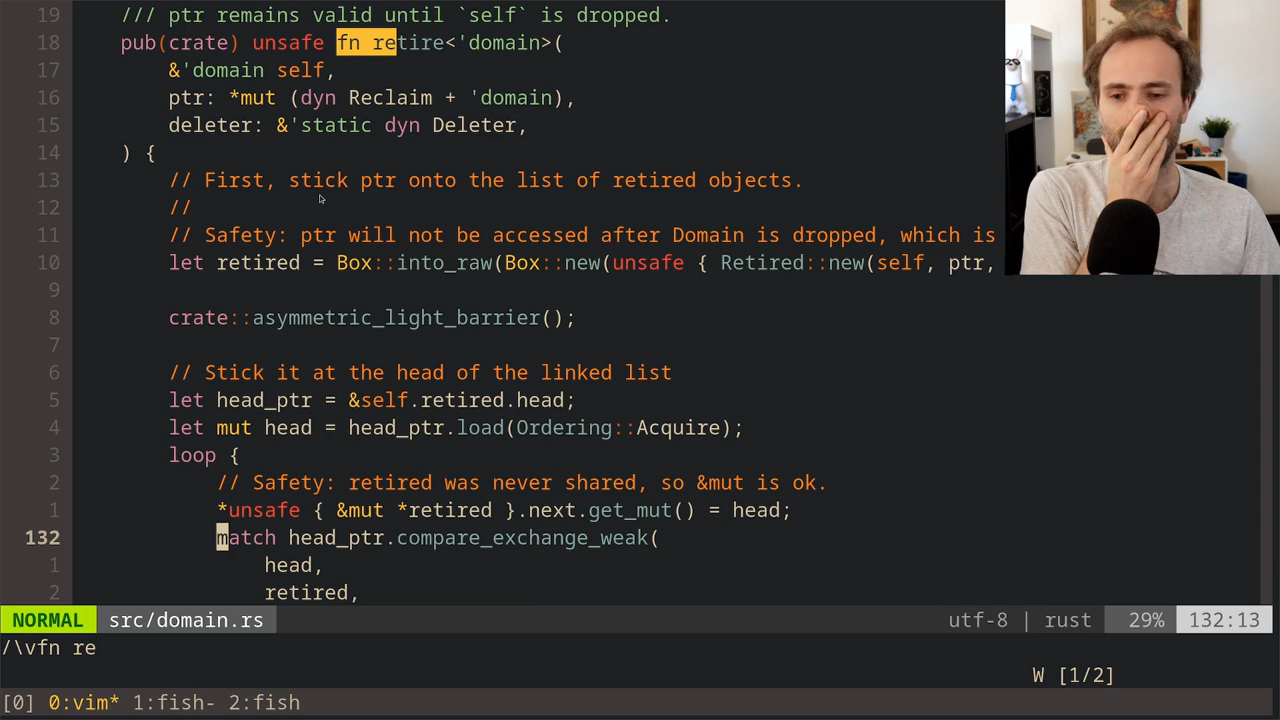 19 /// ptr remains valid until `self` is dropped.
18 pub(crate) unsafe fn retire<'domain>(
17 &'domain self,
16 ptr: *mut (dyn Reclaim + 'domain),
15 deleter: &'static dyn Deleter,
14 ) {
13 // First, stick ptr onto the list of retired objects.
12 //
11 // Safety: ptr will not be accessed after Domain is dropped, which is
10 let retired = Box::into_raw(Box::new(unsafe { Retired::new(self, ptr,
9
8 crate::asymmetric_light_barrier();
7
6 // Stick it at the head of the linked list
5 let head_ptr = &self.retired.head;
4 let mut head = head_ptr.load(Ordering::Acquire);
3 loop {
2 // Safety: retired was never shared, so &mut is ok.
1 *unsafe { &mut *retired }.next.get_mut() = head;
132 match head_ptr.compare_exchange_weak(
1 head,
2 retired,
NORMAL src/domain.rs utf-8 | rust 29% 132:13
/\vfn re
W [1/2]
[0] 0:vim* 1:fish- 2:fish